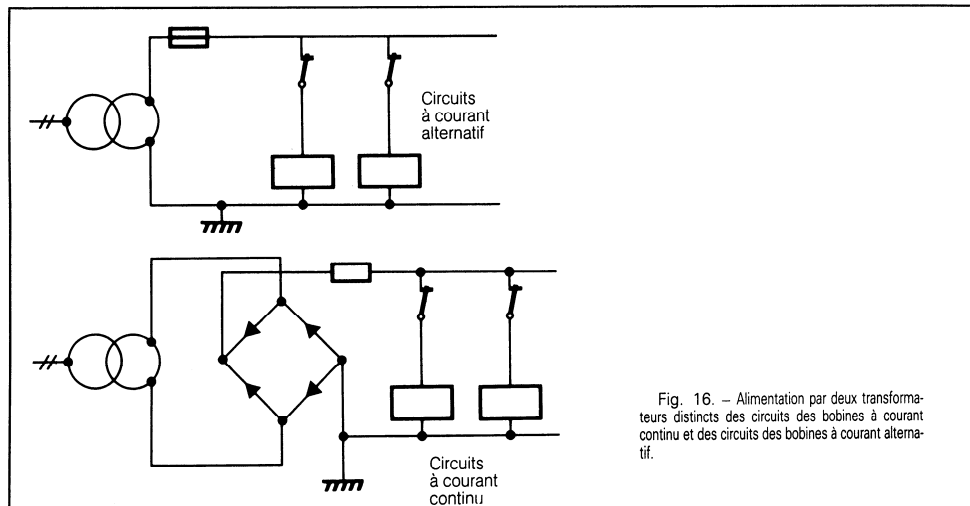 Circuits
à courant
alternatif
Fig. 16. – Alimentation par deux transforma-
teurs distincts des circuits des bobines à courant
continu et des circuits des bobines à courant alterna-
tif.
Circuits
à courant
continu